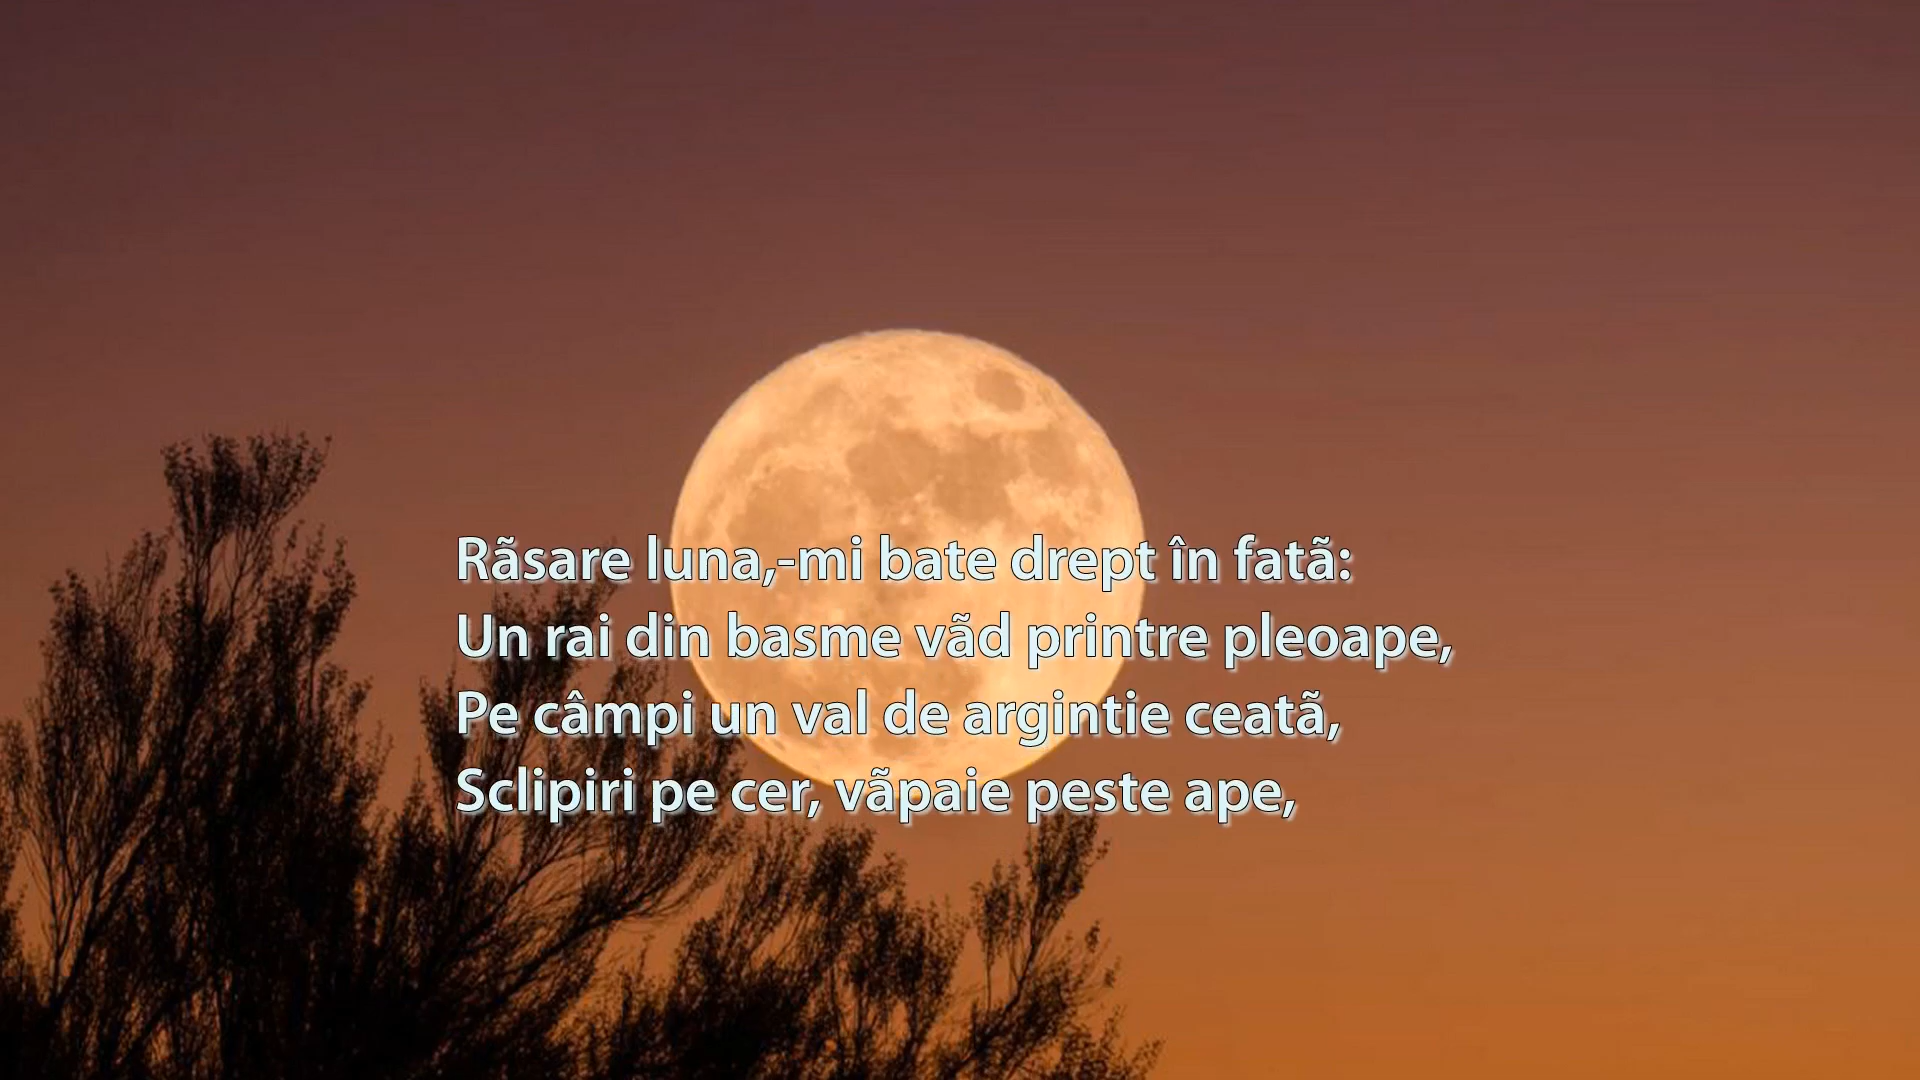 Rãsare luna,-mi bate drept în fatã:
Un rai din basme vãd printre pleoape,
Pe câmpi un val de argintie ceatã,
Sclipiri pe cer, vãpaie peste ape,